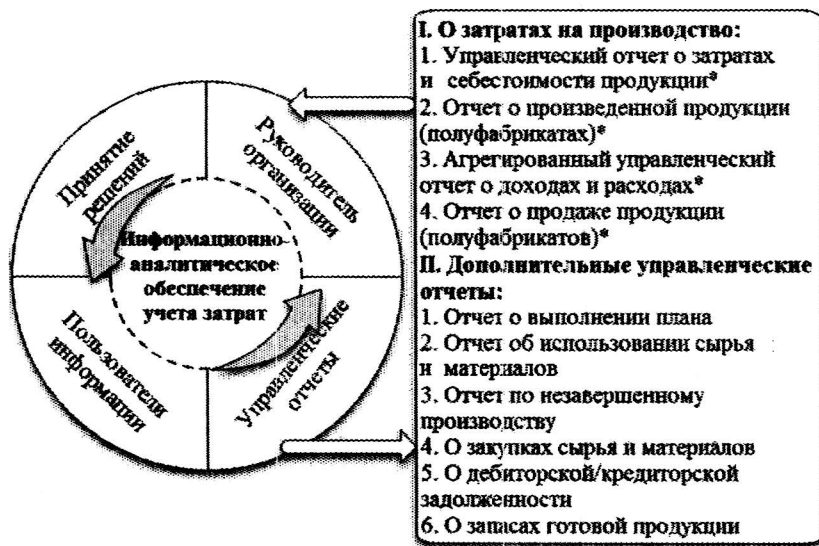 Принятие
решений
Руководитель
организации
Информационно-
аналитическое
обеспечение
учета затрат
Пользователи
информации
Управленческие
отчеты
I. О затратах на производство:
1. Управленческий отчет о затратах
и себестоимости продукции*
2. Отчет о произведенной продукции
(полуфабрикатах)*
3. Агрегированный управленческий
отчет о доходах и расходах*
4. Отчет о продаже продукции
(полуфабрикатов)*
II. Дополнительные управленческие
отчеты:
1. Отчет о выполнении плана
2. Отчет об использовании сырья
и материалов
3. Отчет по незавершенному
производству
4. О закупках сырья и материалов
5. О дебиторской/кредиторской
задолженности
6. О запасах готовой продукции